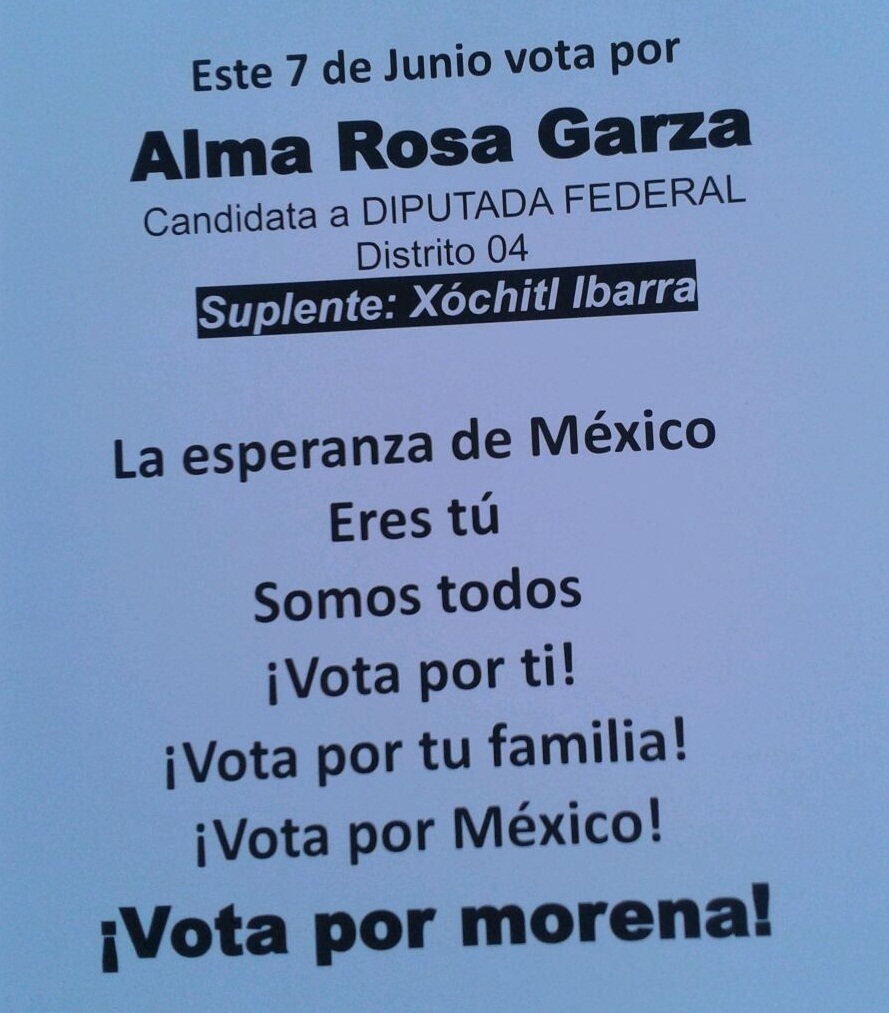 Este 7 de Junio vota por
Alma Rosa Garza
Candidata a DIPUTADA FEDERAL
Distrito 04
Suplente: Xóchitl Ibarra
La esperanza de México
Eres tú
Somos todos
¡Vota por ti!
¡Vota por tu familia!
¡Vota por México!
¡Vota por morena!